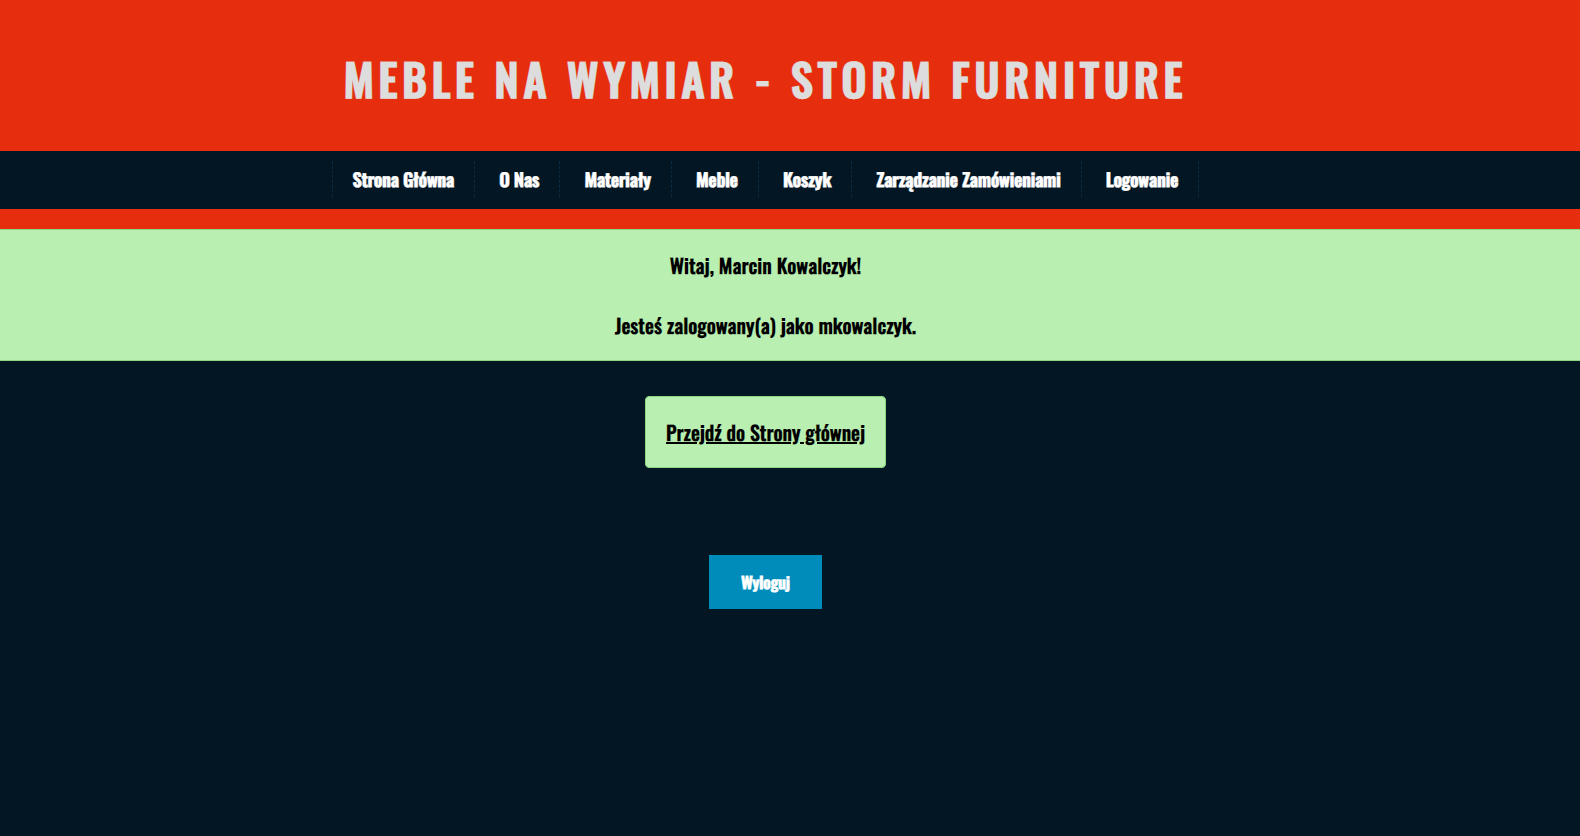 MEBLE NA WYMIAR - STORM FURNITURE
Strona Główna O Nas Materiały Meble Koszyk Zarządzanie Zamówieniami Logowanie
Witaj, Marcin Kowalczyk!
Jesteś zalogowany(a) jako mkowalczyk.
Przejdź do Strony głównej
Wyloguj